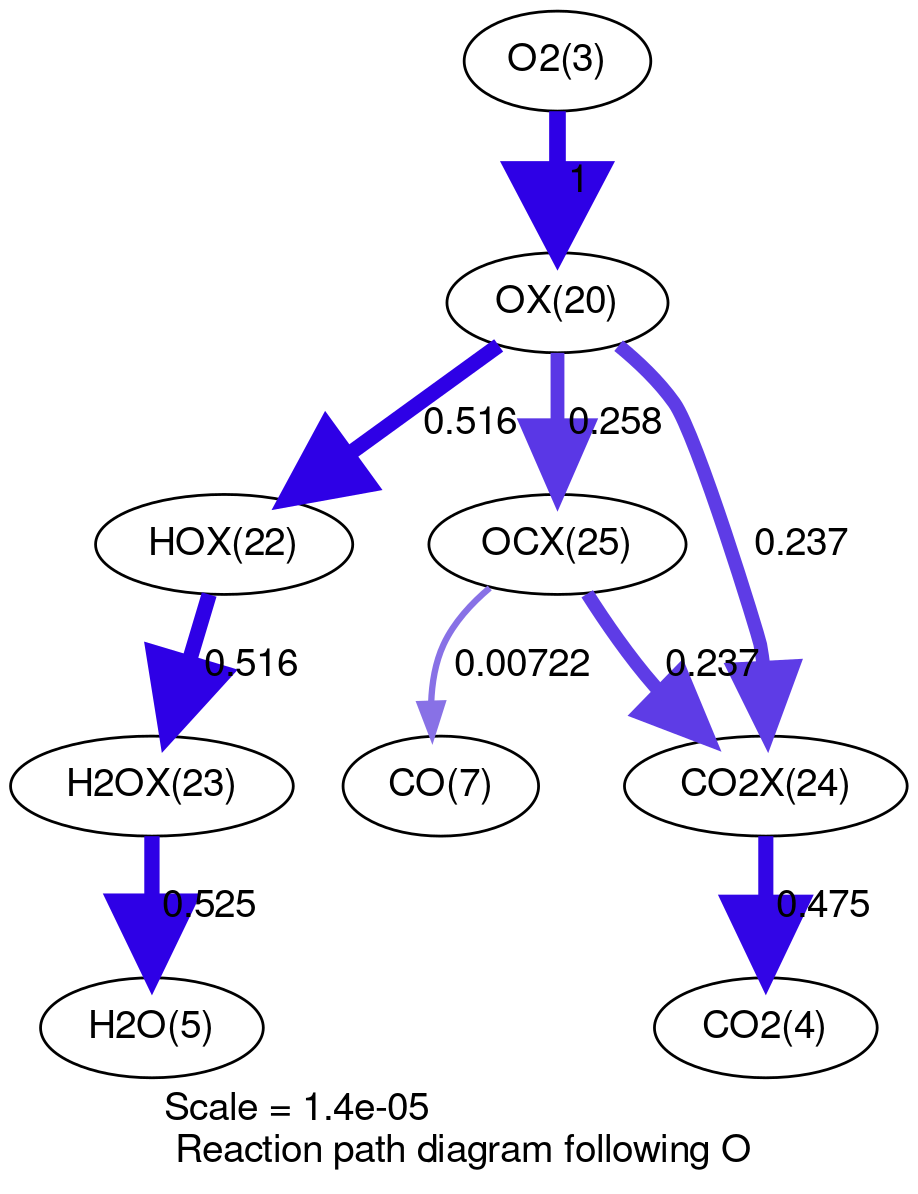 O2(3)
1
OX(20)
0.516
0.258
0.237
HOX(22)
OCX(25)
0.516
0.00722
0.237
H2OX(23)
CO(7)
CO2X(24)
0.525
0.475
H2O(5)
CO2(4)
Scale = 1.4e-05
Reaction path diagram following O